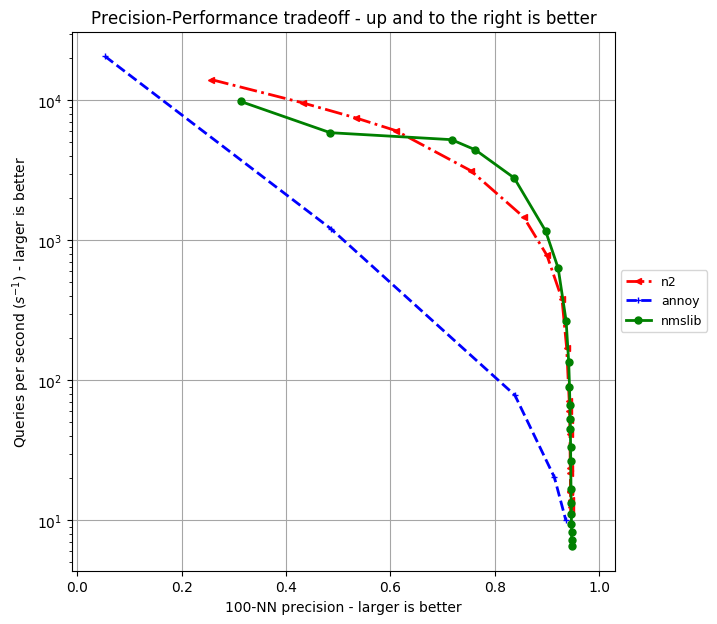 Precision-Performance tradeoff - up and to the right is better
Queries per second (s⁻¹) - larger is better
10⁴
10³
10²
10¹
0.0 0.2 0.4 0.6 0.8 1.0
100-NN precision - larger is better
n2
annoy
nmslib